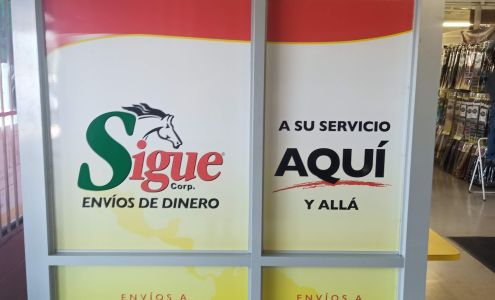 Sigue®
Corp.
ENVÍOS DE DINERO
A SU SERVICIO
AQUÍ
Y ALLÁ
ENVÍOS A
ENVÍOS A